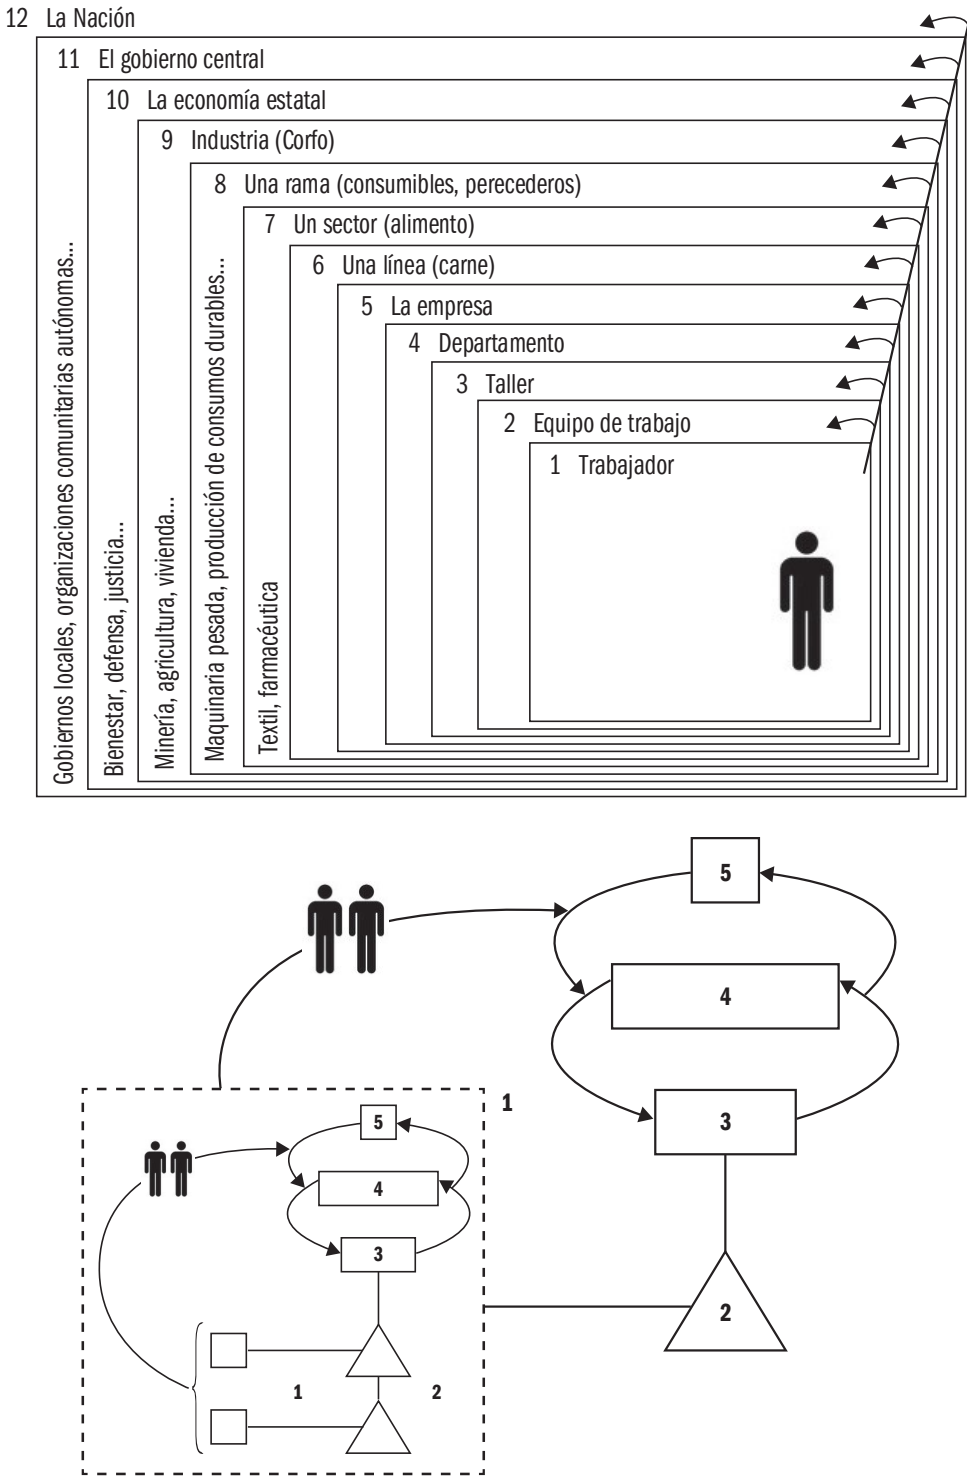 12 La Nación
11 El gobierno central
10 La economía estatal
9 Industria (Corfo)
8 Una rama (consumibles, perecederos)
7 Un sector (alimento)
6 Una línea (carne)
5 La empresa
4 Departamento
3 Taller
2 Equipo de trabajo
1 Trabajador
Gobiernos locales, organizaciones comunitarias autónomas...
Bienestar, defensa, justicia...
Minería, agricultura, vivienda...
Maquinaria pesada, producción de consumos durables...
Textil, farmacéutica
5
4
3
2
1
5
4
3
1
2